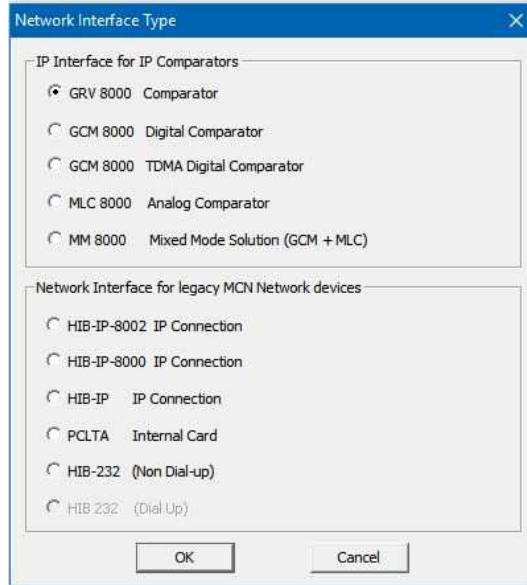 Network Interface Type
IP Interface for IP Comparators
GRV 8000 Comparator
GCM 8000 Digital Comparator
GCM 8000 TDMA Digital Comparator
MLC 8000 Analog Comparator
MM 8000 Mixed Mode Solution (GCM + MLC)
Network Interface for legacy MCN Network devices
HIB-IP-8002 IP Connection
HIB-IP-8000 IP Connection
HIB-IP IP Connection
PCLTA Internal Card
HIB-232 (Non Dial-up)
HIB 232 (Dial Up)
OK Cancel